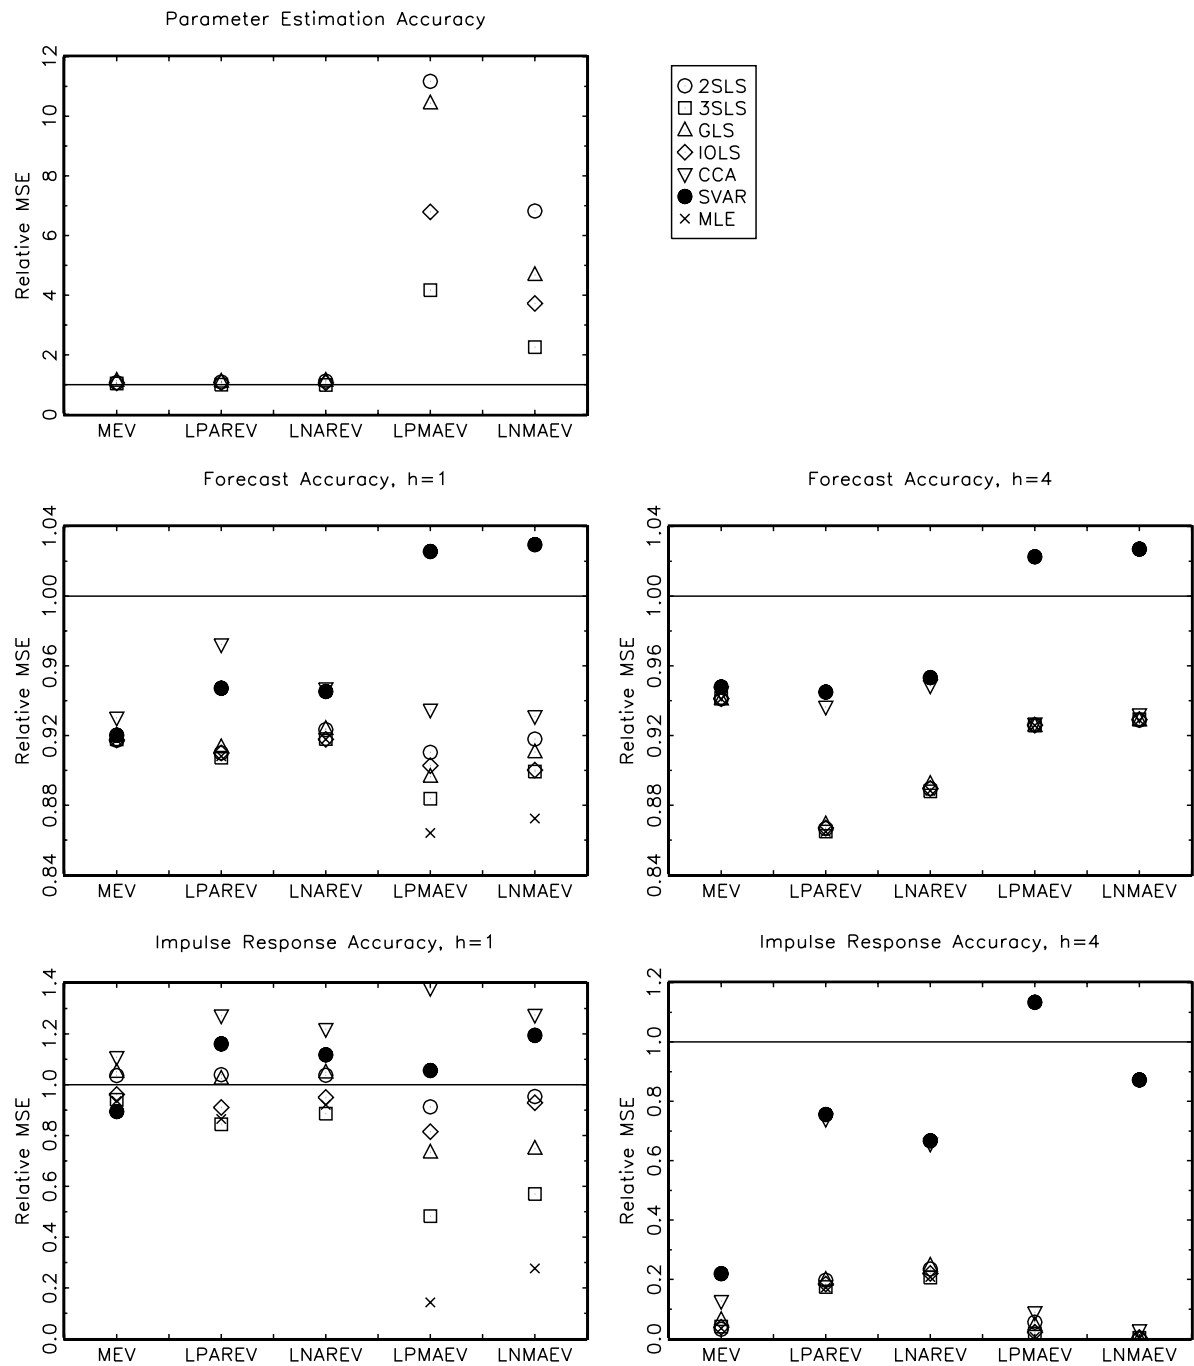 Parameter Estimation Accuracy
Relative MSE
12
10
8
6
4
2
0
MEV LPAREV LNAREV LPMAEV LNMAEV
2SLS
3SLS
GLS
IOLS
CCA
SVAR
MLE
Forecast Accuracy, h=1
Relative MSE
1.04
1.00
0.96
0.92
0.88
0.84
MEV LPAREV LNAREV LPMAEV LNMAEV
Forecast Accuracy, h=4
Relative MSE
1.04
1.00
0.96
0.92
0.88
0.84
MEV LPAREV LNAREV LPMAEV LNMAEV
Impulse Response Accuracy, h=1
Relative MSE
1.4
1.2
1.0
0.8
0.6
0.4
0.2
0.0
MEV LPAREV LNAREV LPMAEV LNMAEV
Impulse Response Accuracy, h=4
Relative MSE
1.2
1.0
0.8
0.6
0.4
0.2
0.0
MEV LPAREV LNAREV LPMAEV LNMAEV